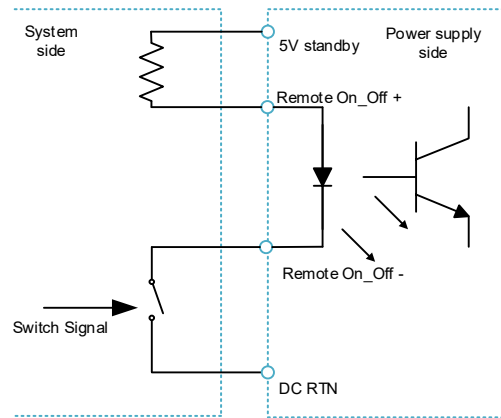 System
side
5V standby
Power supply
side
Remote On_Off +
Remote On_Off -
Switch Signal
DC RTN